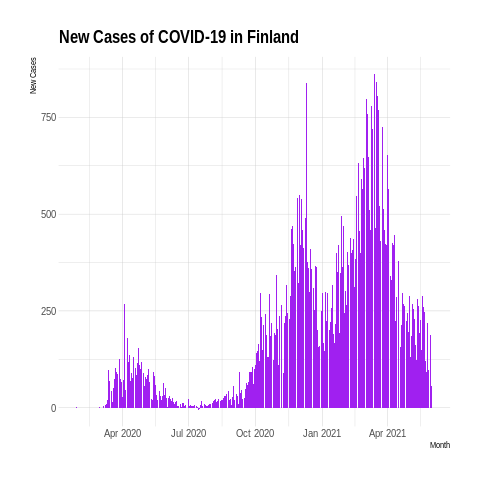 New Cases of COVID-19 in Finland
New Cases
750
500
250
0
Apr 2020 Jul 2020 Oct 2020 Jan 2021 Apr 2021
Month